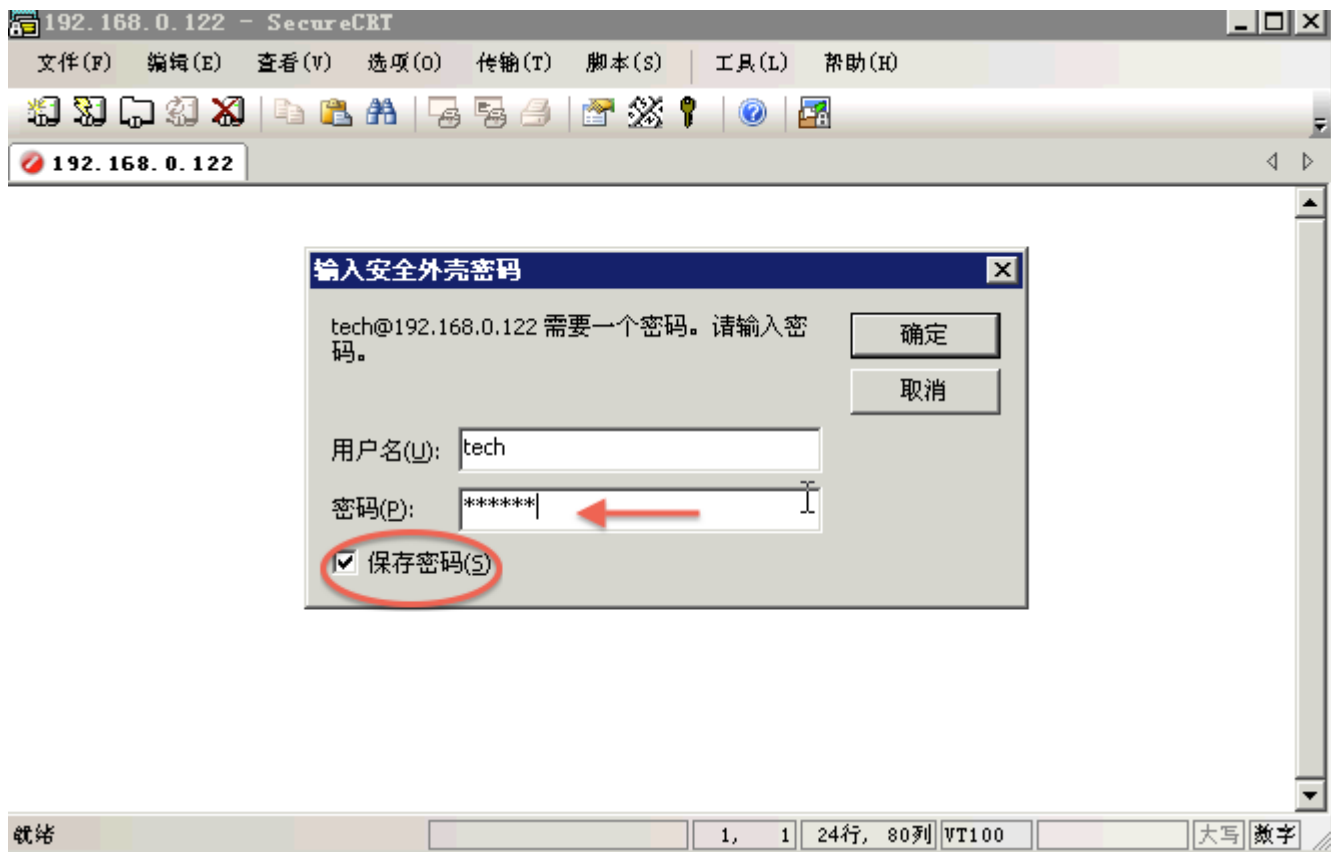 192.168.0.122 - SecureCRT
文件(F) 编辑(E) 查看(V) 选项(O) 传输(T) 脚本(S) 工具(L) 帮助(H)
192.168.0.122
输入安全外壳密码
tech@192.168.0.122 需要一个密码。请输入密
码。
确定
取消
用户名(U): tech
密码(P): ******
保存密码(S)
就绪 1, 1 24行, 80列 VT100 大写 数字